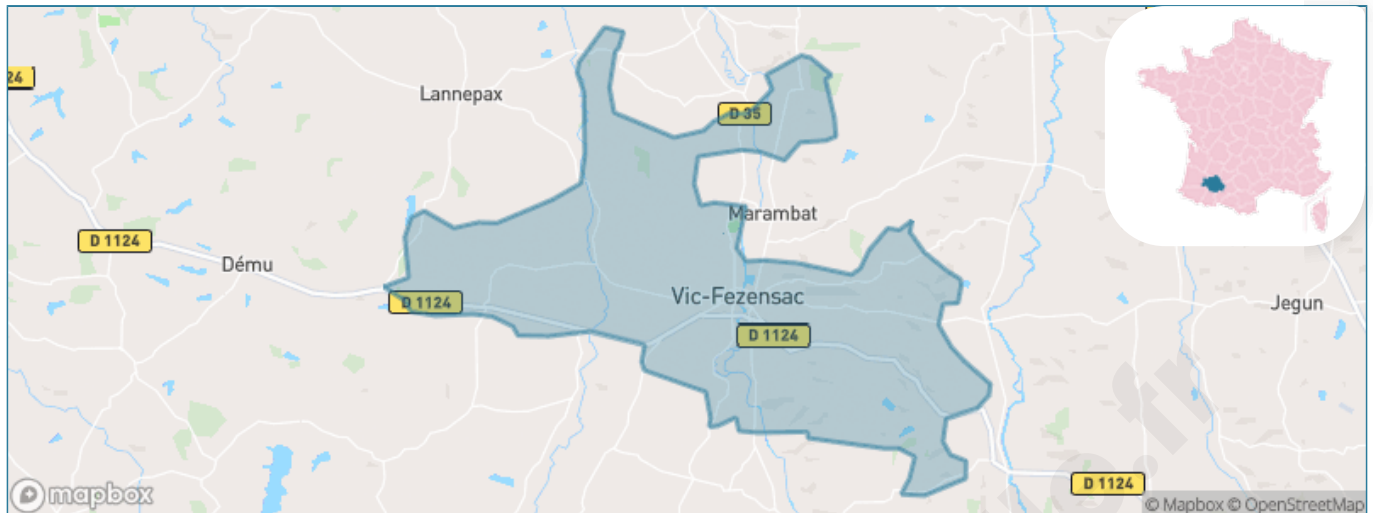 24
Lannepax
D 35
Marambat
D 1124
Dému
D 1124
Vic-Fezensac
D 1124
Jegun
D 1124
mapbox
© Mapbox © OpenStreetMap